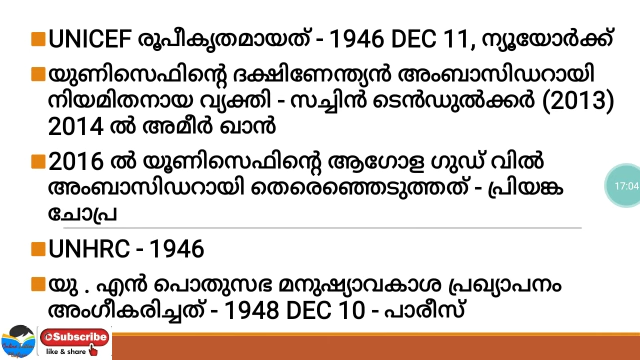 UNICEF രൂപീകൃതമായത് - 1946 DEC 11, ന്യൂയോർക്ക്
യുണിസെഫിന്റെ ദക്ഷിണേന്ത്യൻ അംബാസിഡറായി
നിയമിതനായ വ്യക്തി - സച്ചിൻ ടെൻഡുൽക്കർ (2013)
2014 ൽ അമീർ ഖാൻ
2016 ൽ യൂണിസെഫിന്റെ ആഗോള ഗുഡ് വിൽ
അംബാസിഡറായി തെരെഞ്ഞെടുത്തത് - പ്രിയങ്ക
ചോപ്ര
17:04
UNHRC - 1946
യു . എൻ പൊതുസഭ മനുഷ്യാവകാശ പ്രഖ്യാപനം
അംഗീകരിച്ചത് - 1948 DEC 10 - പാരീസ്
Subscribe
like & share